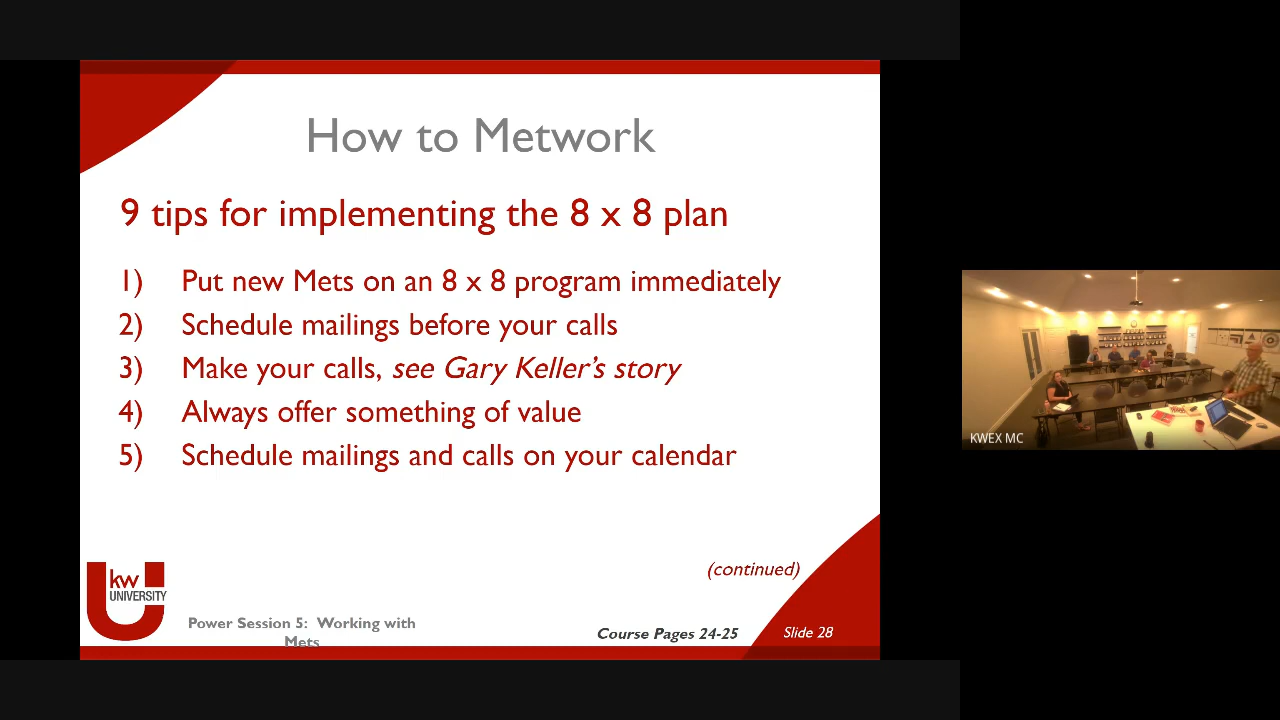 How to Metwork
9 tips for implementing the 8 x 8 plan
1) Put new Mets on an 8 x 8 program immediately
2) Schedule mailings before your calls
3) Make your calls, see Gary Keller’s story
4) Always offer something of value
5) Schedule mailings and calls on your calendar
(continued)
kw
UNIVERSITY
Power Session 5: Working with
Mets
Course Pages 24-25
Slide 28
KWEX MC